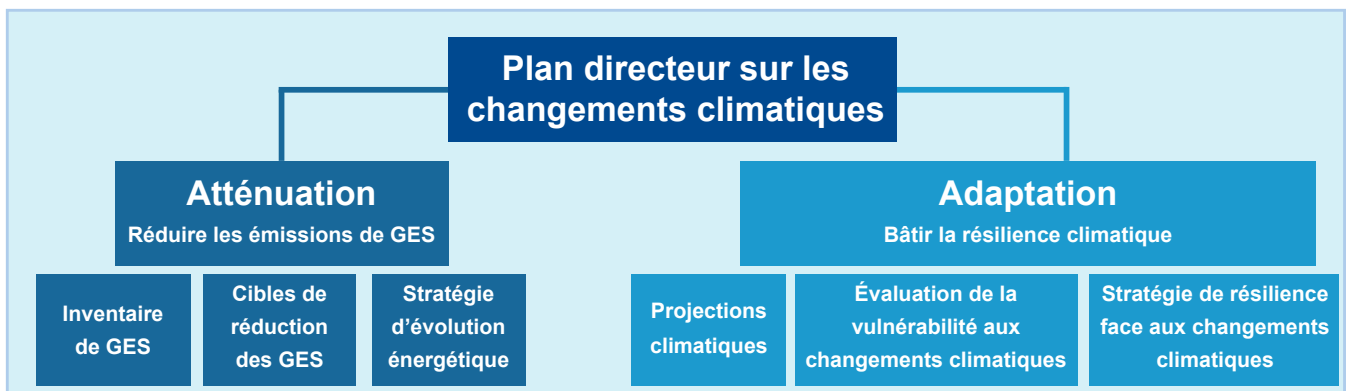 Plan directeur sur les
changements climatiques
Atténuation
Réduire les émissions de GES
Inventaire
de GES
Cibles de
réduction
des GES
Stratégie
d'évolution
énergétique
Adaptation
Bâtir la résilience climatique
Projections
climatiques
Évaluation de la
vulnérabilité aux
changements climatiques
Stratégie de résilience
face aux changements
climatiques